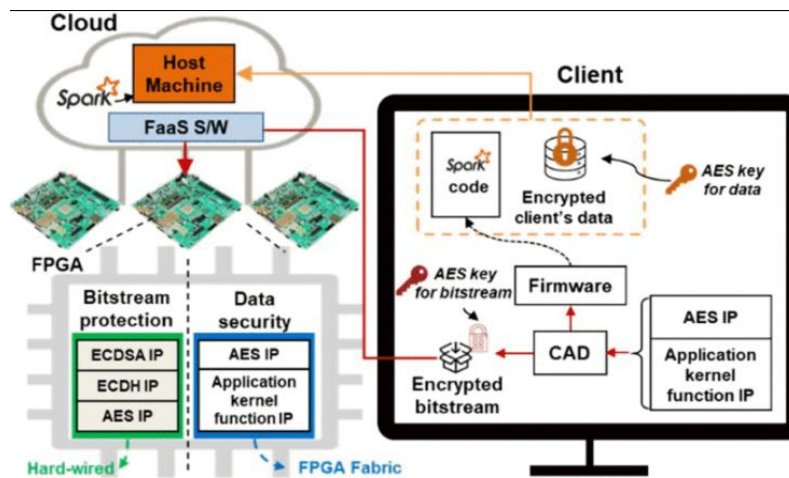 Cloud
Host
Machine
Spark
FaaS S/W
FPGA
Bitstream
protection
ECDSA IP
ECDH IP
AES IP
Hard-wired
Data
security
AES IP
Application
kernel
function IP
FPGA Fabric
Client
Spark
code
Encrypted
client's data
AES key
for data
AES key
for bitstream
Firmware
CAD
Encrypted
bitstream
AES IP
Application
kernel
function IP